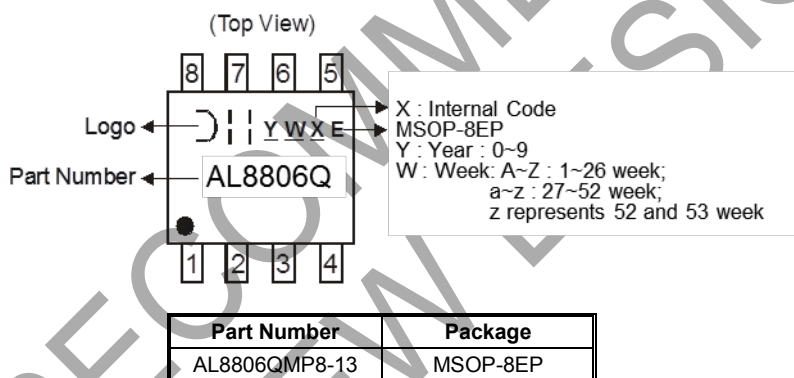 (Top View)
8 7 6 5
Logo
Y W X E
Part Number
AL8806Q
1 2 3 4
X : Internal Code
MSOP-8EP
Y : Year : 0~9
W : Week: A~Z : 1~26 week;
a~z : 27~52 week;
z represents 52 and 53 week
Part Number Package
AL8806QMP8-13 MSOP-8EP